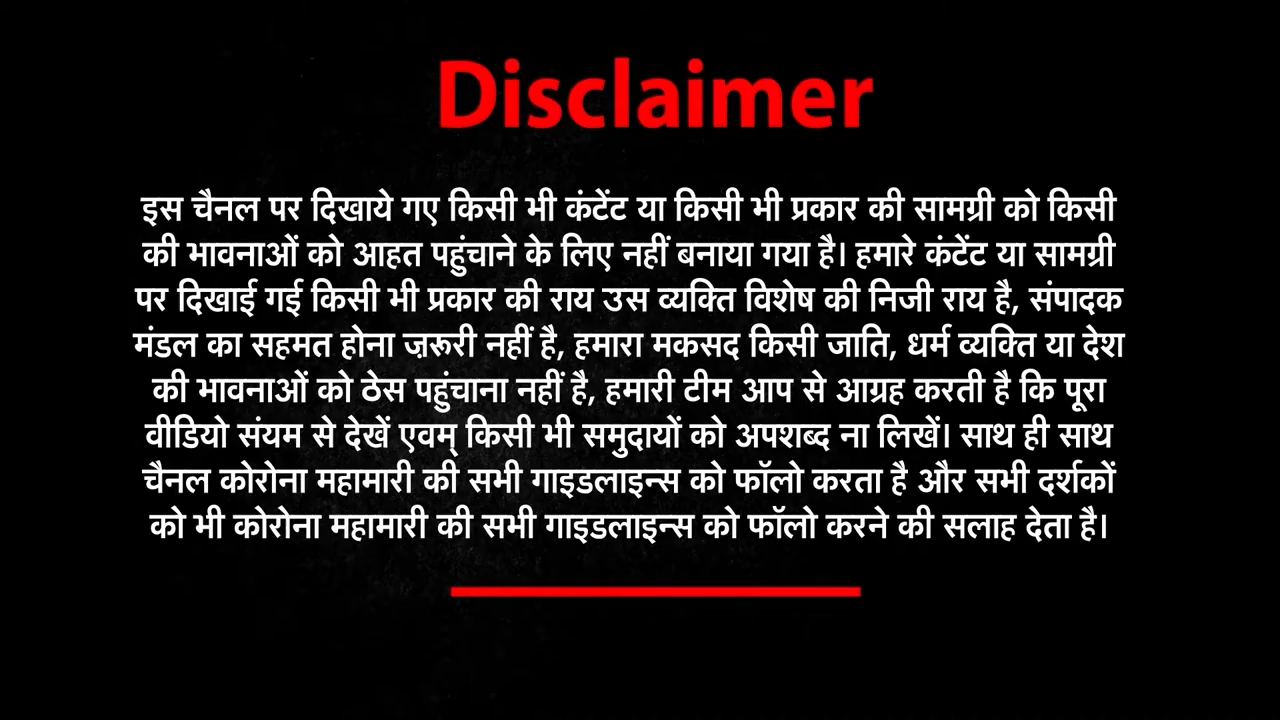 Disclaimer
इस चैनल पर दिखाये गए किसी भी कंटेंट या किसी भी प्रकार की सामग्री को किसी
की भावनाओं को आहत पहुंचाने के लिए नहीं बनाया गया है। हमारे कंटेंट या सामग्री
पर दिखाई गई किसी भी प्रकार की राय उस व्यक्ति विशेष की निजी राय है, संपादक
मंडल का सहमत होना ज़रूरी नहीं है, हमारा मकसद किसी जाति, धर्म व्यक्ति या देश
की भावनाओं को ठेस पहुंचाना नहीं है, हमारी टीम आप से आग्रह करती है कि पूरा
वीडियो संयम से देखें एवम् किसी भी समुदायों को अपशब्द ना लिखें। साथ ही साथ
चैनल कोरोना महामारी की सभी गाइडलाइन्स को फॉलो करता है और सभी दर्शकों
को भी कोरोना महामारी की सभी गाइडलाइन्स को फॉलो करने की सलाह देता है।